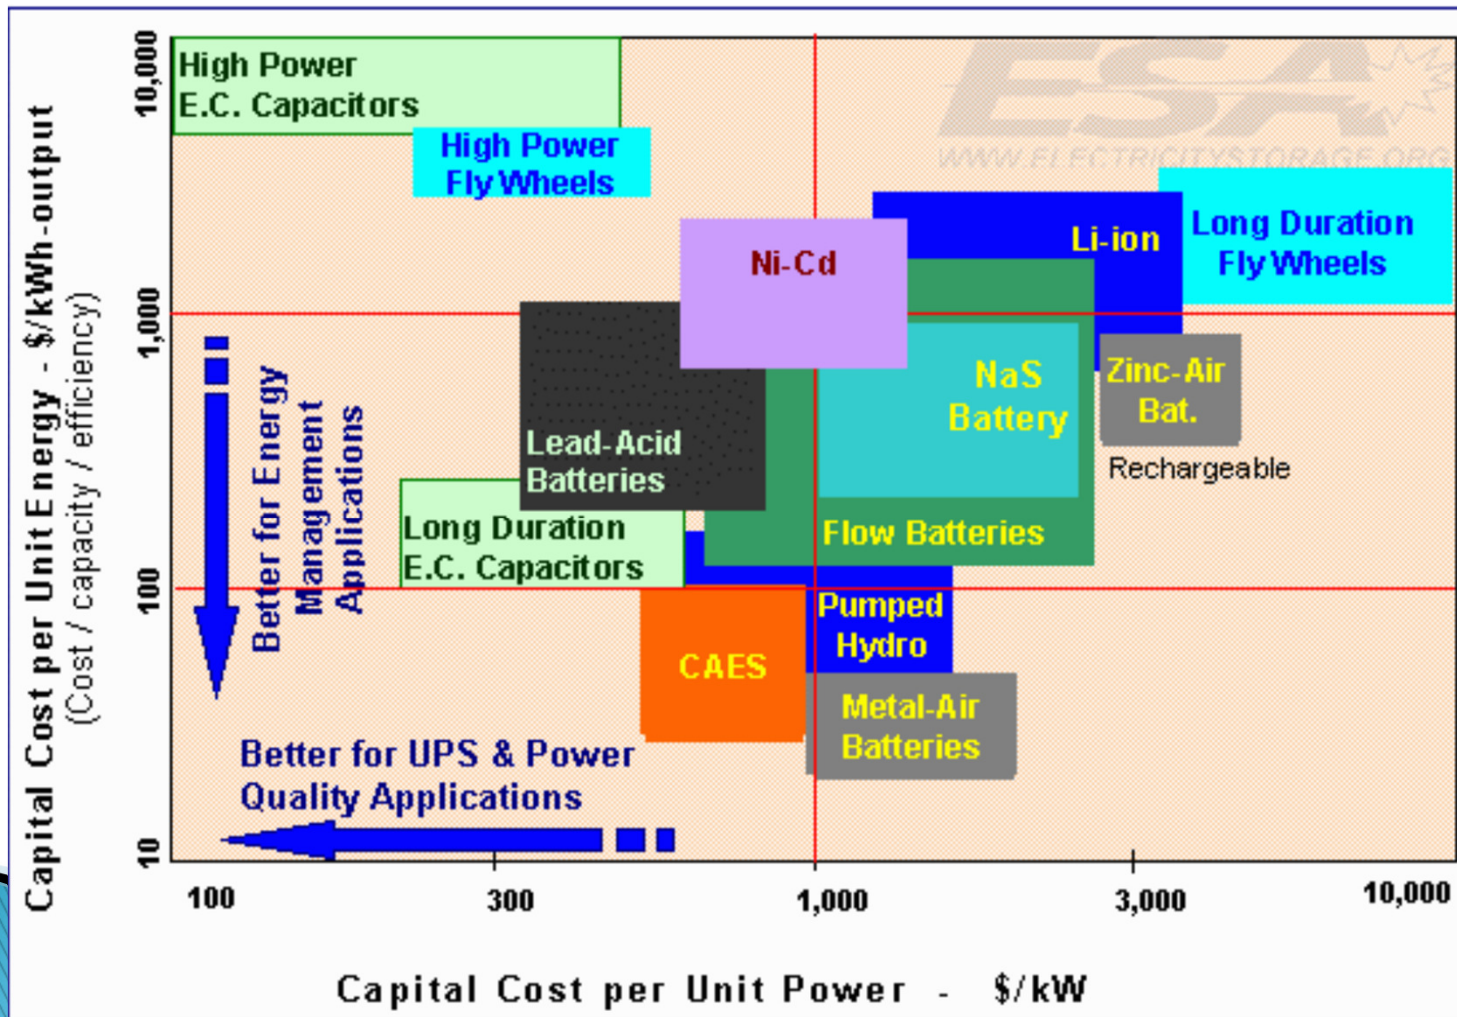 Capital Cost per Unit Energy - $/kWh-output
(Cost / capacity / efficiency)
10,000
1,000
100
10
High Power
E.C. Capacitors
High Power
Fly Wheels
ESA
WWW.ELECTRICITYSTORAGE.ORG
Long Duration
Fly Wheels
Li-ion
Ni-Cd
NaS
Battery
Zinc-Air
Bat.
Rechargeable
Lead-Acid
Batteries
Flow Batteries
Long Duration
E.C. Capacitors
Better for Energy
Management
Applications
Pumped
Hydro
CAES
Metal-Air
Batteries
Better for UPS & Power
Quality Applications
100
300
1,000
3,000
10,000
Capital Cost per Unit Power - $/kW